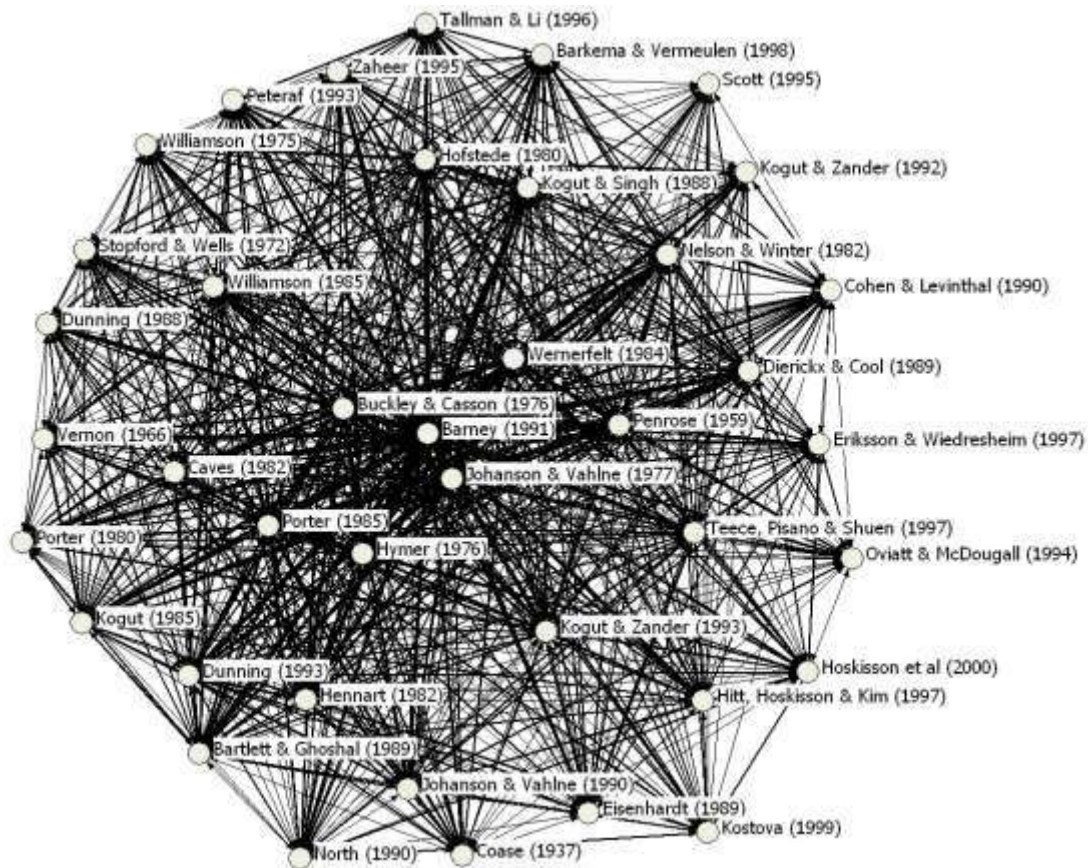 Tallman & Li (1996)
Barkema & Vermeulen (1998)
Zaheer (1995)
Scott (1995)
Peteraf (1993)
Williamson (1975)
Hofstede (1980)
Kogut & Zander (1992)
Kogut & Singh (1988)
Stopford & Wells (1972)
Nelson & Winter (1982)
Williamson (1985)
Cohen & Levinthal (1990)
Dunning (1988)
Wernerfelt (1984)
Dierickx & Cool (1989)
Buckley & Casson (1976)
Penrose (1959)
Barney (1991)
Vernon (1966)
Eriksson & Wiedresheim (1997)
Caves (1982)
Johanson & Vahlne (1977)
Porter (1985)
Teece, Pisano & Shuen (1997)
Porter (1980)
Hymer (1976)
Oviatt & McDougall (1994)
Kogut (1985)
Kogut & Zander (1993)
Dunning (1993)
Hoskisson et al (2000)
Hennart (1982)
Hitt, Hoskisson & Kim (1997)
Bartlett & Ghoshal (1989)
Johanson & Vahlne (1990)
Eisenhardt (1989)
Kostova (1999)
North (1990)
Coase (1937)